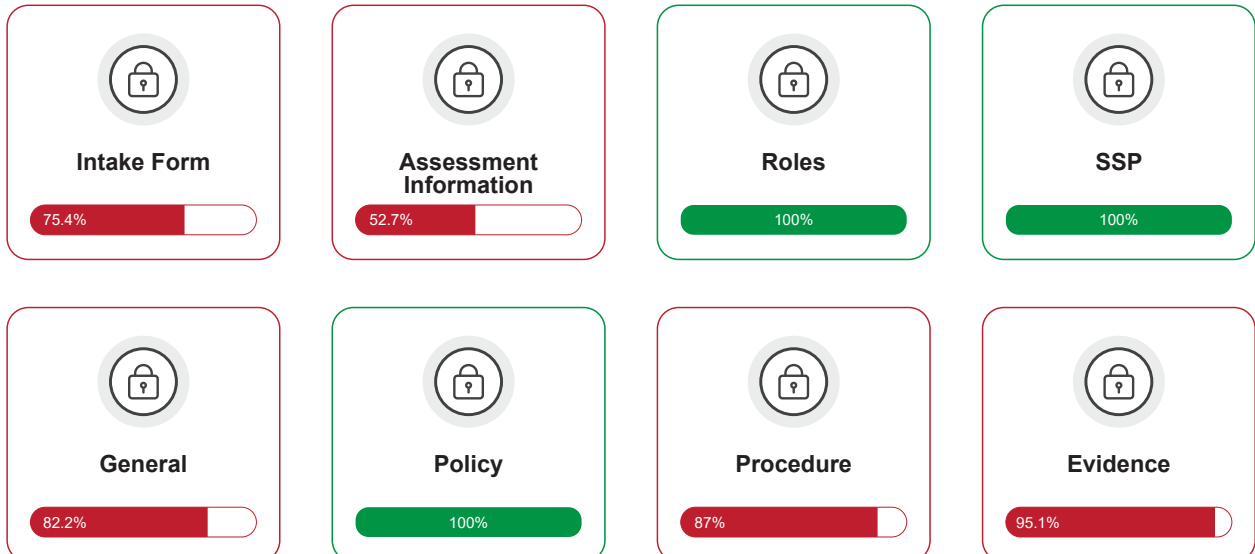 Intake Form
75.4%
Assessment
Information
52.7%
Roles
100%
SSP
100%
General
82.2%
Policy
100%
Procedure
87%
Evidence
95.1%